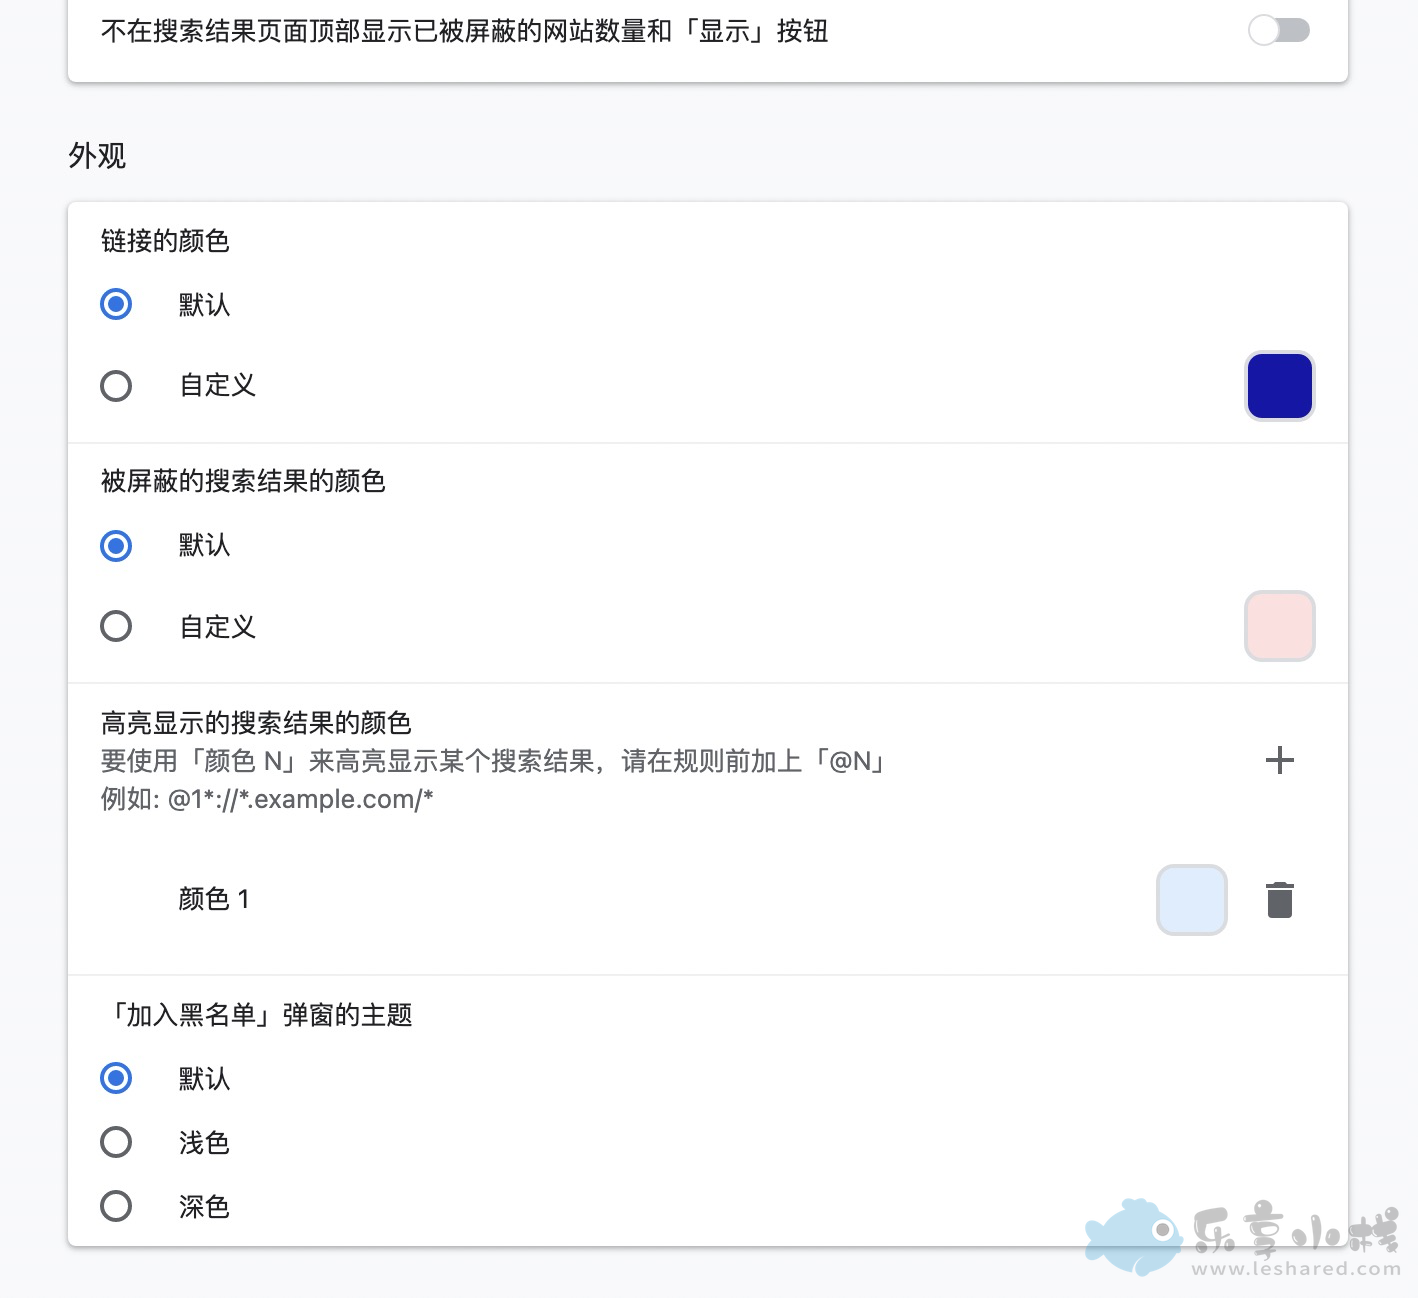 不在搜索结果页面顶部显示已被屏蔽的网站数量和「显示」按钮
外观
链接的颜色
默认
自定义
被屏蔽的搜索结果的颜色
默认
自定义
高亮显示的搜索结果的颜色
要使用「颜色 N」来高亮显示某个搜索结果，请在规则前加上「@N」
例如: @1*://*.example.com/*
颜色 1
「加入黑名单」弹窗的主题
默认
浅色
深色
乐享小栈
www.leshared.com